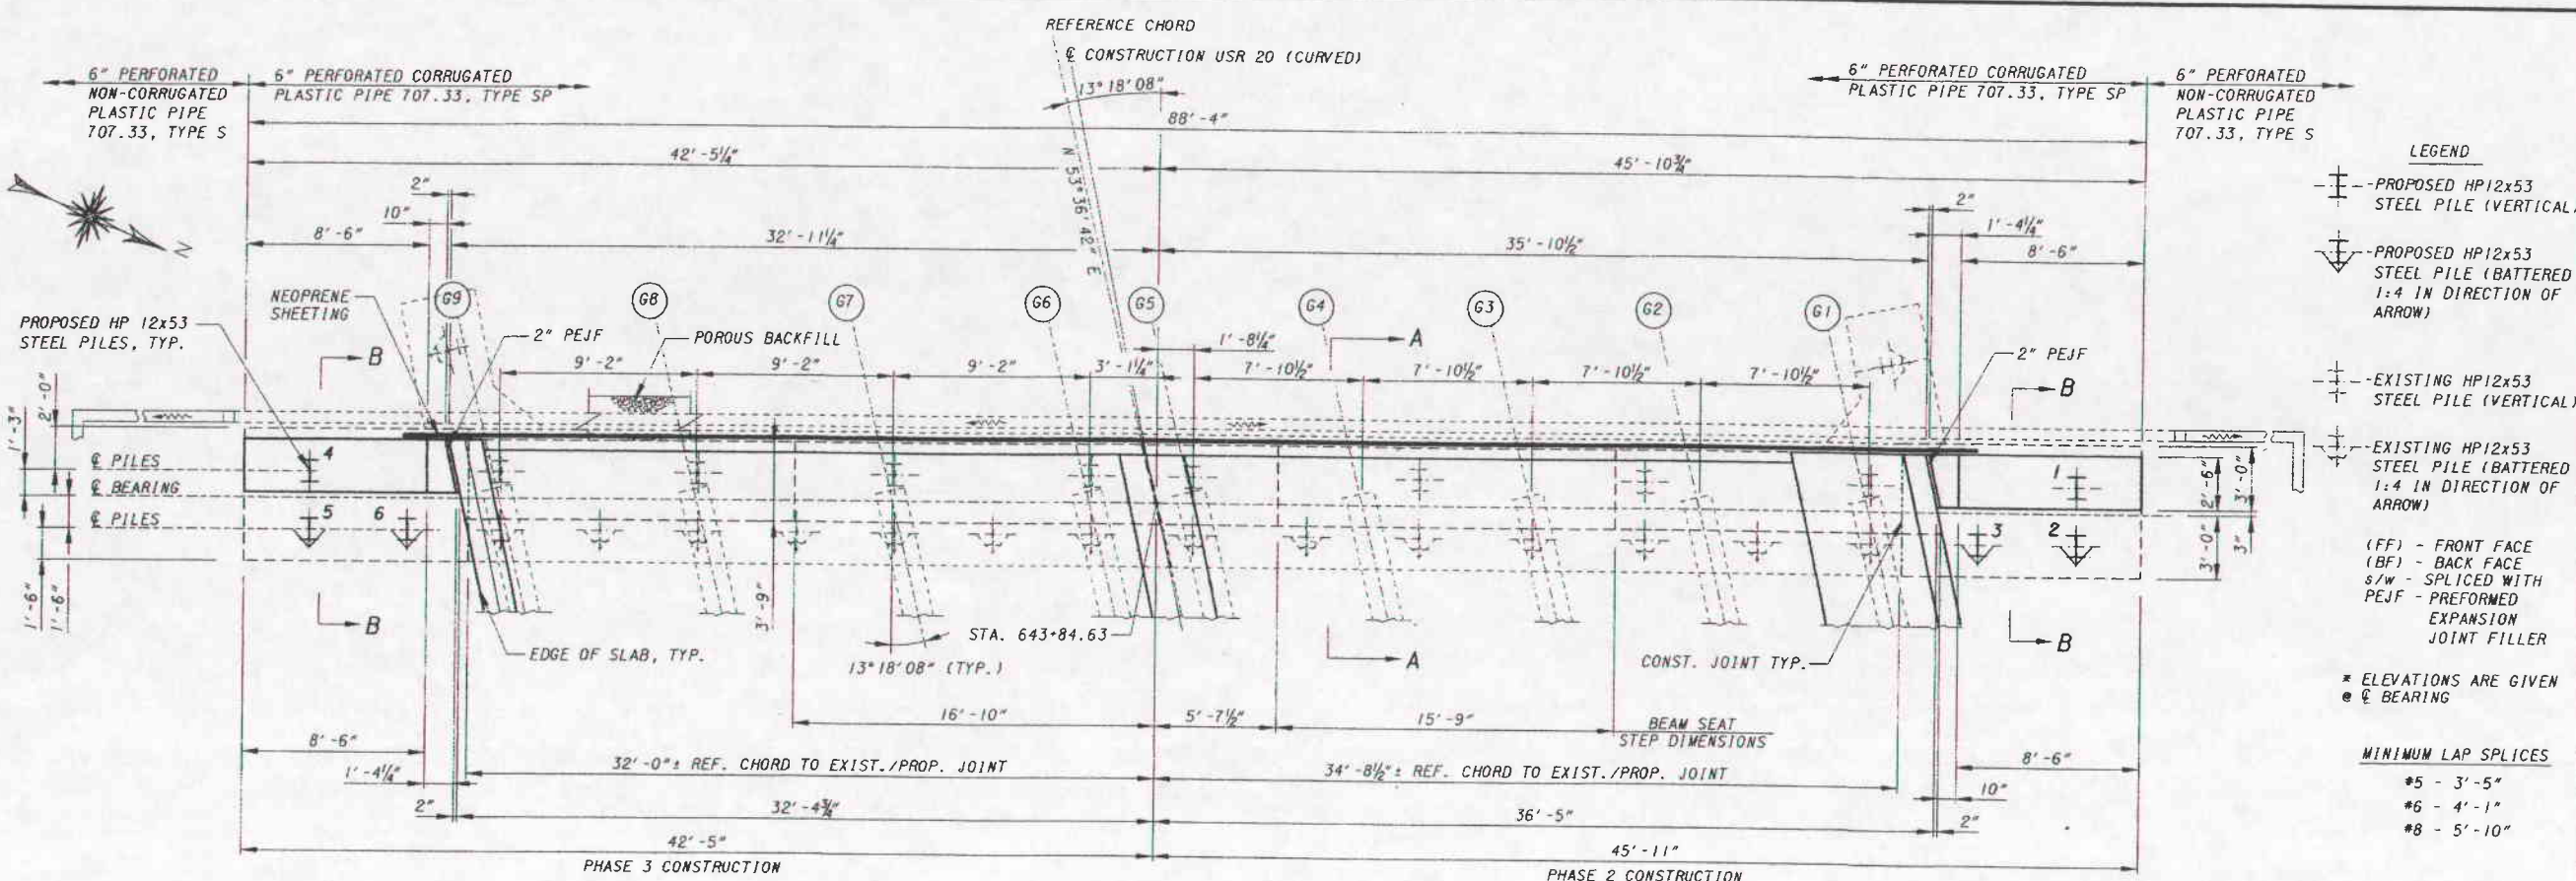 REFERENCE CHORD
℄ CONSTRUCTION USR 20 (CURVED)
13°18'08"
6" PERFORATED
NON-CORRUGATED
PLASTIC PIPE
707.33, TYPE S
6" PERFORATED CORRUGATED
PLASTIC PIPE 707.33, TYPE SP
6" PERFORATED CORRUGATED
PLASTIC PIPE 707.33, TYPE SP
6" PERFORATED
NON-CORRUGATED
PLASTIC PIPE
707.33, TYPE S
88'-4"
42'-5¼"
45'-10¾"
N 53°36'42" E
N
2"
10"
8'-6"
32'-11¼"
35'-10½"
2"
1'-4¼"
8'-6"
NEOPRENE
SHEETING
G9
G8
G7
G6
G5
G4
G3
G2
G1
PROPOSED HP 12x53
STEEL PILES, TYP.
2" PEJF
POROUS BACKFILL
1'-8¼"
A
2" PEJF
B
9'-2"
9'-2"
9'-2"
3'-1¼"
7'-10½"
7'-10½"
7'-10½"
7'-10½"
B
1'-3"
2'-0"
℄ PILES
℄ BEARING
℄ PILES
4
5
6
1
3
2
2'-6"
3'-0"
3'-0"
3"
1'-6"
1'-6"
B
3'-9"
EDGE OF SLAB, TYP.
STA. 643+84.63
13°18'08" (TYP.)
A
CONST. JOINT TYP.
B
16'-10"
5'-7½"
15'-9"
BEAM SEAT
STEP DIMENSIONS
8'-6"
1'-4¼"
32'-0"± REF. CHORD TO EXIST./PROP. JOINT
34'-8½"± REF. CHORD TO EXIST./PROP. JOINT
8'-6"
10"
2"
32'-4¾"
36'-5"
2"
42'-5"
45'-11"
PHASE 3 CONSTRUCTION
PHASE 2 CONSTRUCTION
LEGEND
PROPOSED HP12x53
STEEL PILE (VERTICAL)
PROPOSED HP12x53
STEEL PILE (BATTERED
1:4 IN DIRECTION OF
ARROW)
EXISTING HP12x53
STEEL PILE (VERTICAL)
EXISTING HP12x53
STEEL PILE (BATTERED
1:4 IN DIRECTION OF
ARROW)
(FF) - FRONT FACE
(BF) - BACK FACE
s/w - SPLICED WITH
PEJF - PREFORMED
EXPANSION
JOINT FILLER
* ELEVATIONS ARE GIVEN
@ ℄ BEARING
MINIMUM LAP SPLICES
#5 - 3'-5"
#6 - 4'-1"
#8 - 5'-10"